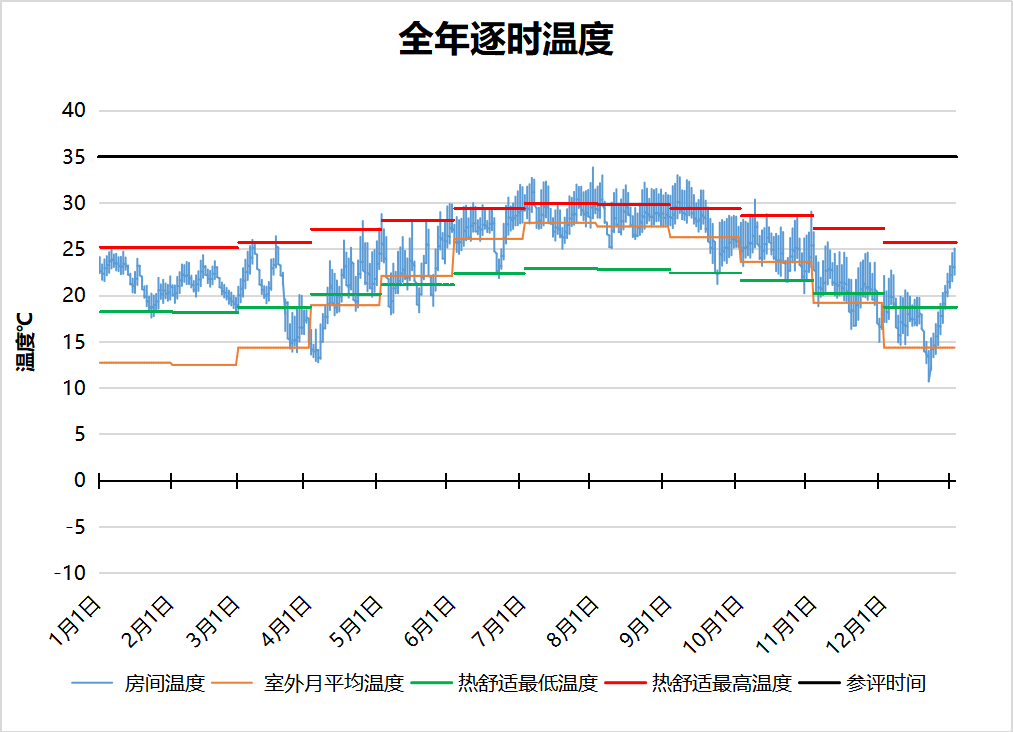 全年逐时温度
40
35
30
25
20
15
10
5
0
-5
-10
温度℃
1月1日
2月1日
3月1日
4月1日
5月1日
6月1日
7月1日
8月1日
9月1日
10月1日
11月1日
12月1日
房间温度 室外月平均温度 热舒适最低温度 热舒适最高温度 参评时间